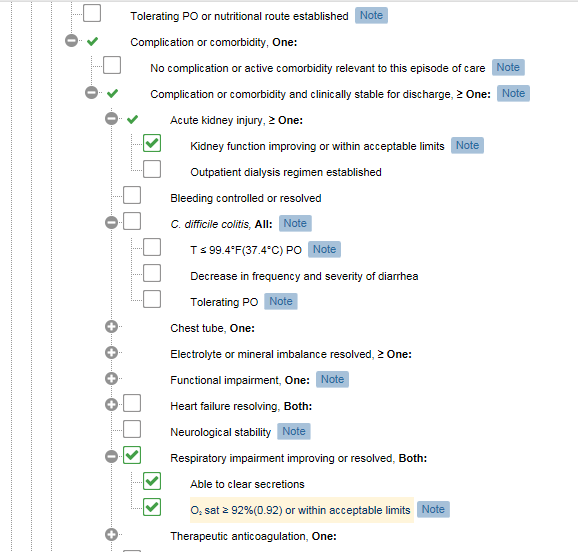 Tolerating PO or nutritional route established Note
Complication or comorbidity, One:
No complication or active comorbidity relevant to this episode of care Note
Complication or comorbidity and clinically stable for discharge, ≥ One: Note
Acute kidney injury, ≥ One:
Kidney function improving or within acceptable limits Note
Outpatient dialysis regimen established
Bleeding controlled or resolved
C. difficile colitis, All: Note
T ≤ 99.4°F(37.4°C) PO Note
Decrease in frequency and severity of diarrhea
Tolerating PO Note
Chest tube, One:
Electrolyte or mineral imbalance resolved, ≥ One:
Functional impairment, One: Note
Heart failure resolving, Both:
Neurological stability Note
Respiratory impairment improving or resolved, Both:
Able to clear secretions
O₂ sat ≥ 92%(0.92) or within acceptable limits Note
Therapeutic anticoagulation, One: